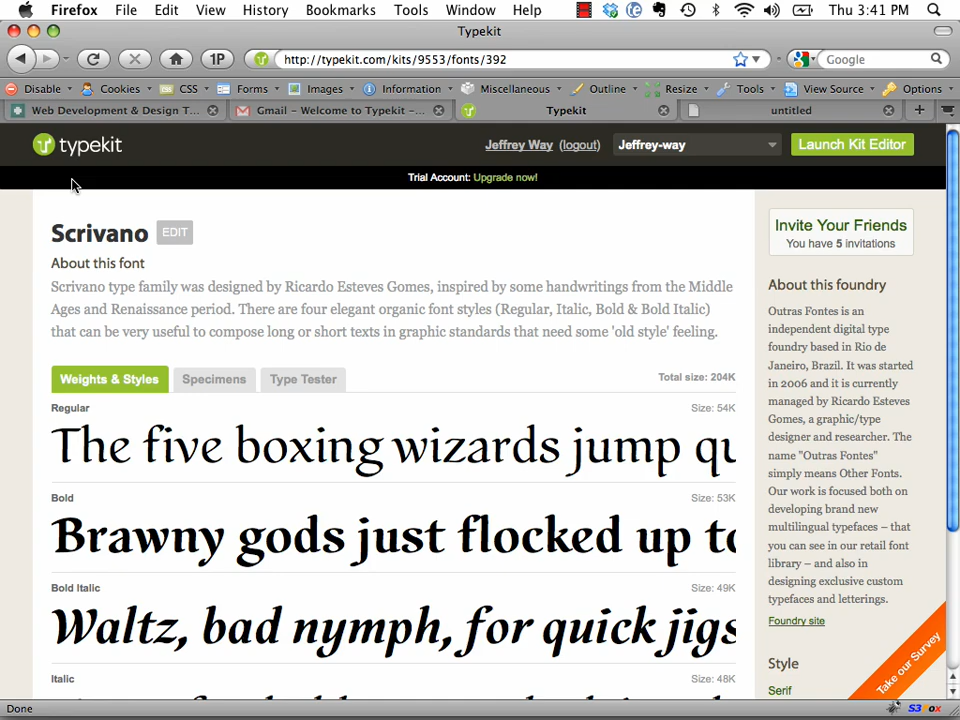 Firefox File Edit View History Bookmarks Tools Window Help Thu 3:41 PM
Typekit
1P http://typekit.com/kits/9553/fonts/392 Google
Disable Cookies CSS Forms Images Information Miscellaneous Outline Resize Tools View Source Options
Web Development & Design T... Gmail – Welcome to Typekit –... Typekit untitled
typekit Jeffrey Way (logout) Jeffrey-way Launch Kit Editor
Trial Account: Upgrade now!
Scrivano EDIT
About this font
Scrivano type family was designed by Ricardo Esteves Gomes, inspired by some handwritings from the Middle
Ages and Renaissance period. There are four elegant organic font styles (Regular, Italic, Bold & Bold Italic)
that can be very useful to compose long or short texts in graphic standards that need some 'old style' feeling.
Weights & Styles Specimens Type Tester Total size: 204K
Regular Size: 54K
The five boxing wizards jump qu
Bold Size: 53K
Brawny gods just flocked up to
Bold Italic Size: 49K
Waltz, bad nymph, for quick jigs
Italic Size: 48K
Invite Your Friends
You have 5 invitations
About this foundry
Outras Fontes is an
independent digital type
foundry based in Rio de
Janeiro, Brazil. It was started
in 2006 and it is currently
managed by Ricardo Esteves
Gomes, a graphic/type
designer and researcher. The
name "Outras Fontes"
simply means Other Fonts.
Our work is focused both on
developing brand new
multilingual typefaces – that
you can see in our retail font
library – and also in
designing exclusive custom
typefaces and letterings.
Foundry site
Style
Serif
Take our Survey
Done S3Fox